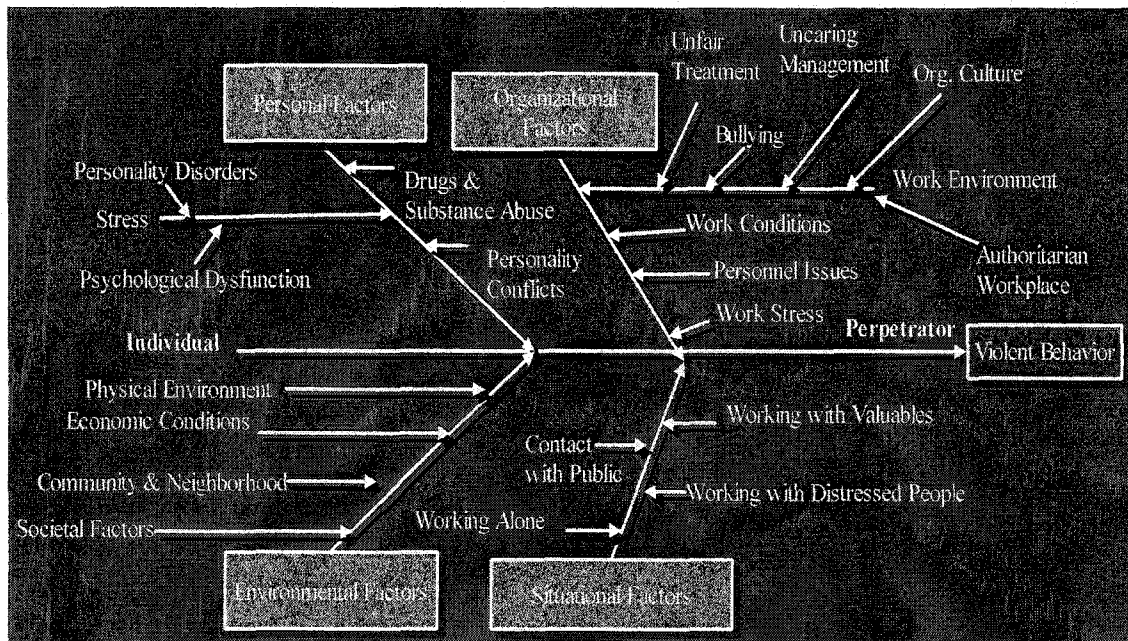 Unfair
Treatment
Uncaring
Management
Org. Culture
Personal Factors
Organizational
Factors
Bullying
Personality Disorders
Drugs &
Substance Abuse
Work Environment
Stress
Work Conditions
Psychological Dysfunction
Personality
Conflicts
Personnel Issues
Authoritarian
Workplace
Work Stress
Individual
Perpetrator
Violent Behavior
Physical Environment
Economic Conditions
Working with Valuables
Contact
with Public
Community & Neighborhood
Working with Distressed People
Societal Factors
Working Alone
Environmental Factors
Situational Factors